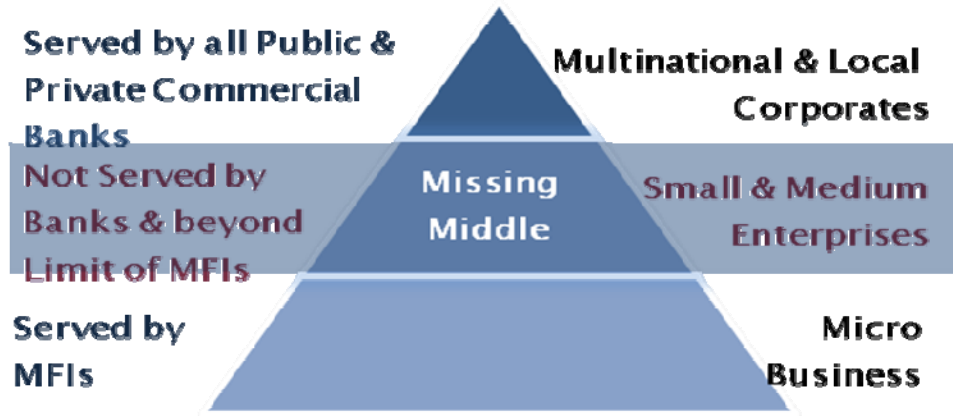 Served by all Public &
Private Commercial
Banks
Multinational & Local
Corporates
Not Served by
Banks & beyond
Limit of MFIs
Missing
Middle
Small & Medium
Enterprises
Served by
MFIs
Micro
Business